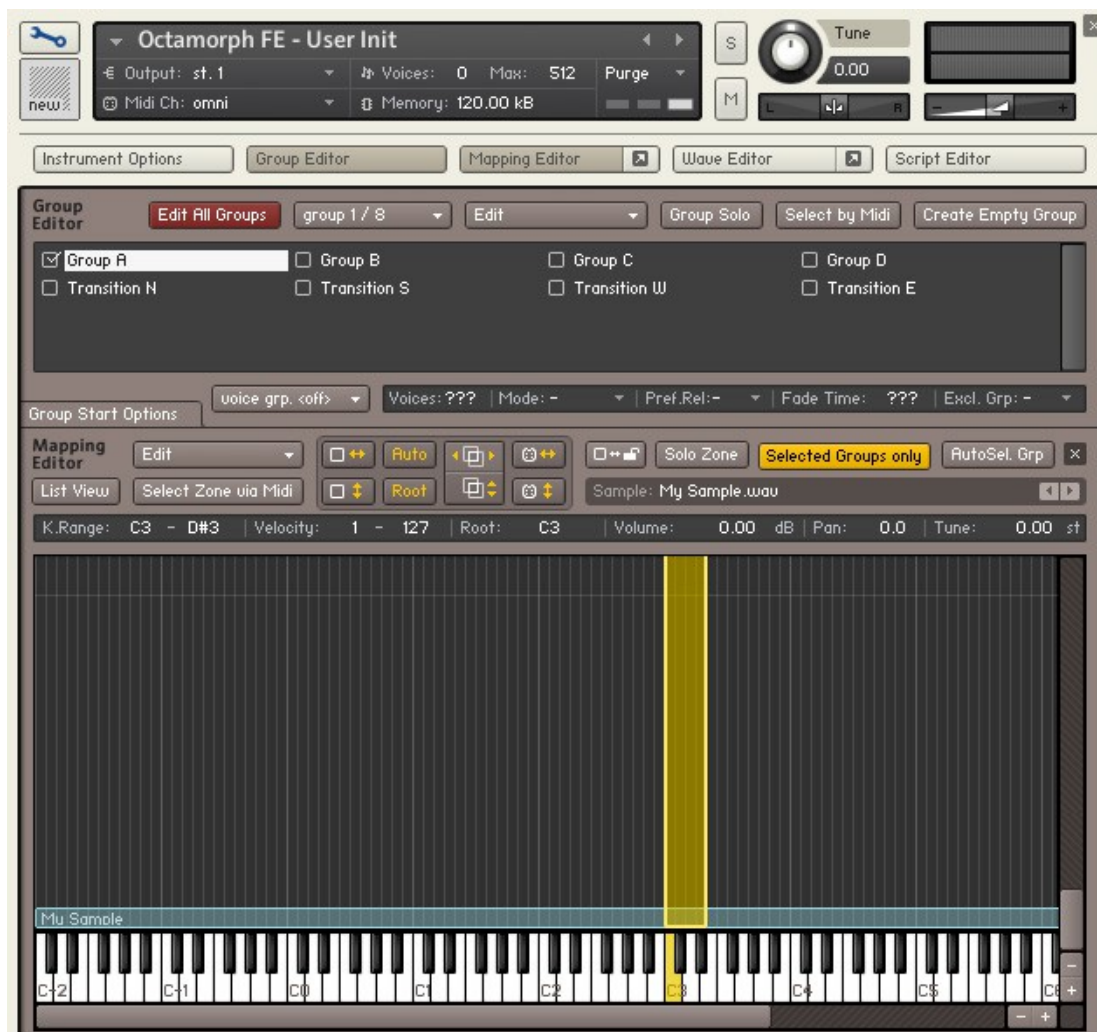 Octamorph FE - User Init
S
Tune
Output: st. 1
Voices: 0 Max: 512
Purge
0.00
new
Midi Ch: omni
Memory: 120.00 kB
M
L
R
-
+
Instrument Options
Group Editor
Mapping Editor
Wave Editor
Script Editor
Group Editor
Edit All Groups
group 1 / 8
Edit
Group Solo
Select by Midi
Create Empty Group
Group A
Group B
Group C
Group D
Transition N
Transition S
Transition W
Transition E
Group Start Options
voice grp. <off>
Voices: ??? | Mode: -
| Pref.Rel:-
| Fade Time: ???
| Excl. Grp: -
Mapping Editor
Edit
Auto
Solo Zone
Selected Groups only
AutoSel. Grp
List View
Select Zone via Midi
Root
Sample: My Sample.wav
K.Range: C3 - D#3 | Velocity: 1 - 127 | Root: C3 | Volume: 0.00 dB | Pan: 0.0 | Tune: 0.00 st
My Sample
C-2
C-1
C0
C1
C2
C3
C4
C5
-
+
- +